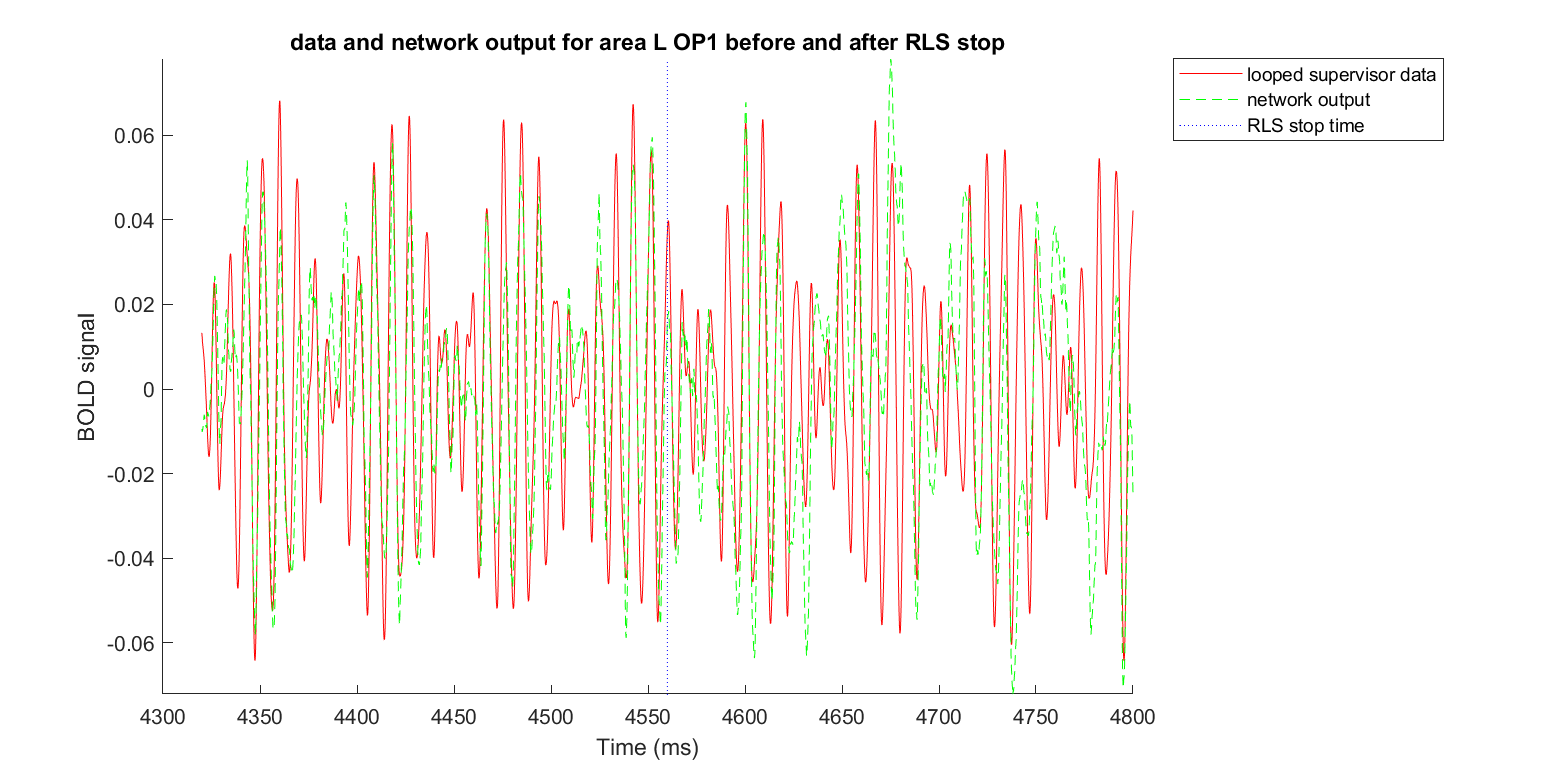 data and network output for area L OP1 before and after RLS stop
looped supervisor data
network output
RLS stop time
BOLD signal
0.06
0.04
0.02
0
-0.02
-0.04
-0.06
4300 4350 4400 4450 4500 4550 4600 4650 4700 4750 4800
Time (ms)